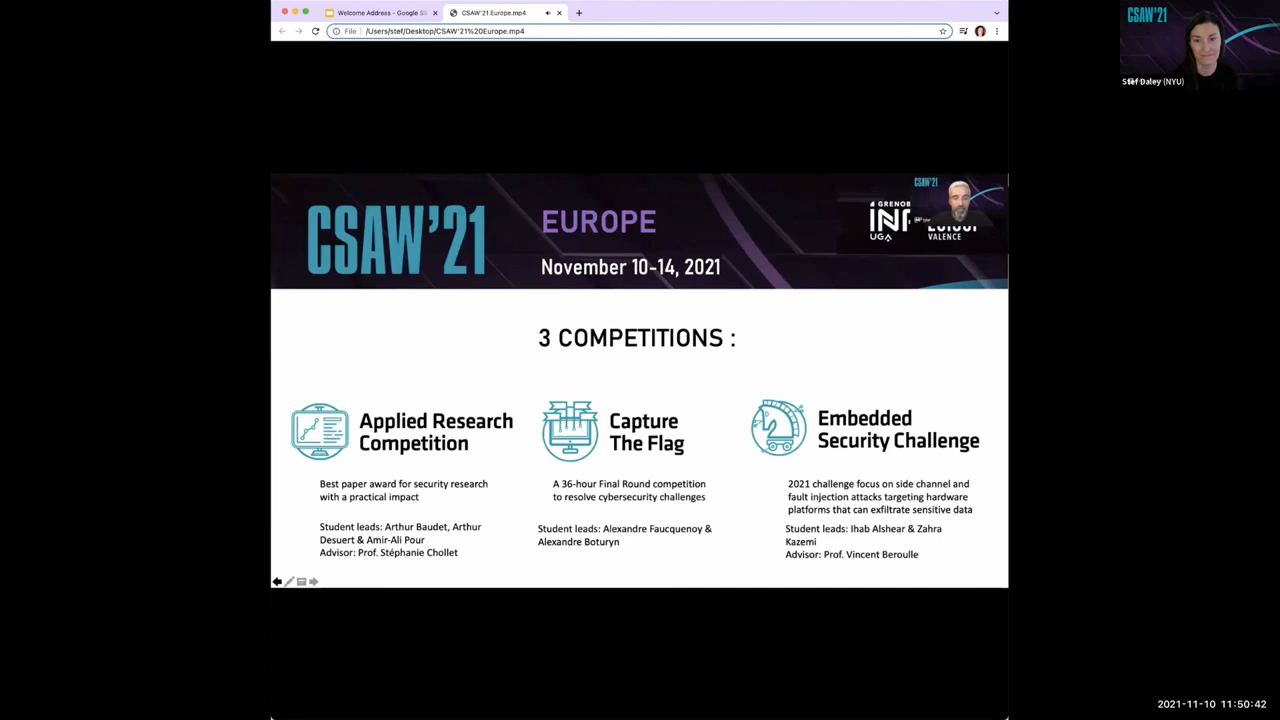 Welcome Address - Google Sli
CSAW'21 Europe.mp4
File
/Users/stef/Desktop/CSAW'21%20Europe.mp4
CSAW'21
Stef Daley (NYU)
CSAW'21
EUROPE
November 10-14, 2021
CSAW'21
GRENOB
UGA
VALENCE
3 COMPETITIONS :
Applied Research
Competition
Best paper award for security research
with a practical impact
Student leads: Arthur Baudet, Arthur
Desuert & Amir-Ali Pour
Advisor: Prof. Stéphanie Chollet
Capture
The Flag
A 36-hour Final Round competition
to resolve cybersecurity challenges
Student leads: Alexandre Faucquenoy &
Alexandre Boturyn
Embedded
Security Challenge
2021 challenge focus on side channel and
fault injection attacks targeting hardware
platforms that can exfiltrate sensitive data
Student leads: Ihab Alshear & Zahra
Kazemi
Advisor: Prof. Vincent Beroulle
2021-11-10 11:50:42